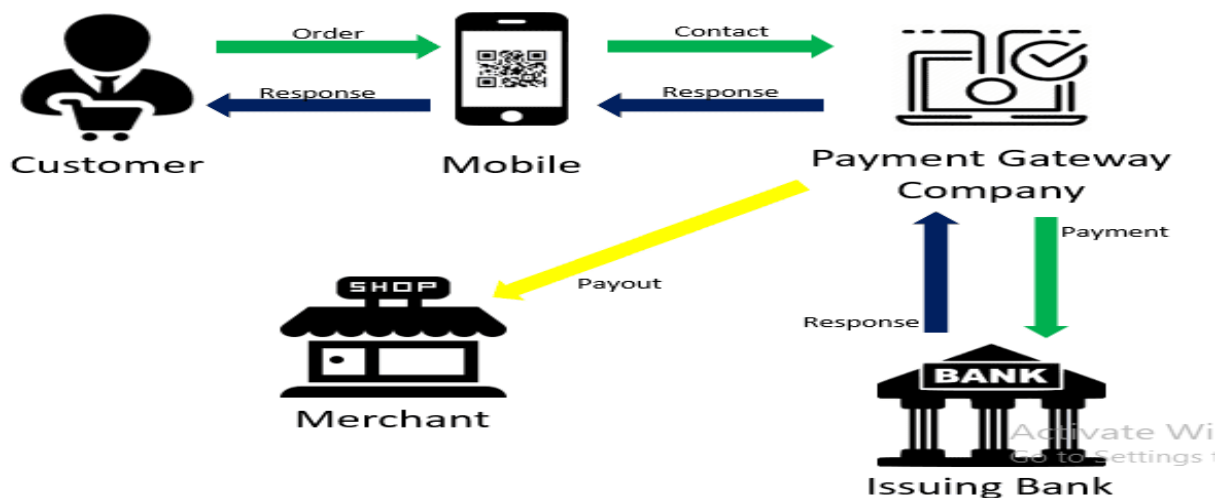 Order
Contact
Response
Response
Customer
Mobile
Payment Gateway
Company
Payment
Payout
SHOP
Response
Merchant
BANK
Activate Wi
Go to Settings t
Issuing Bank